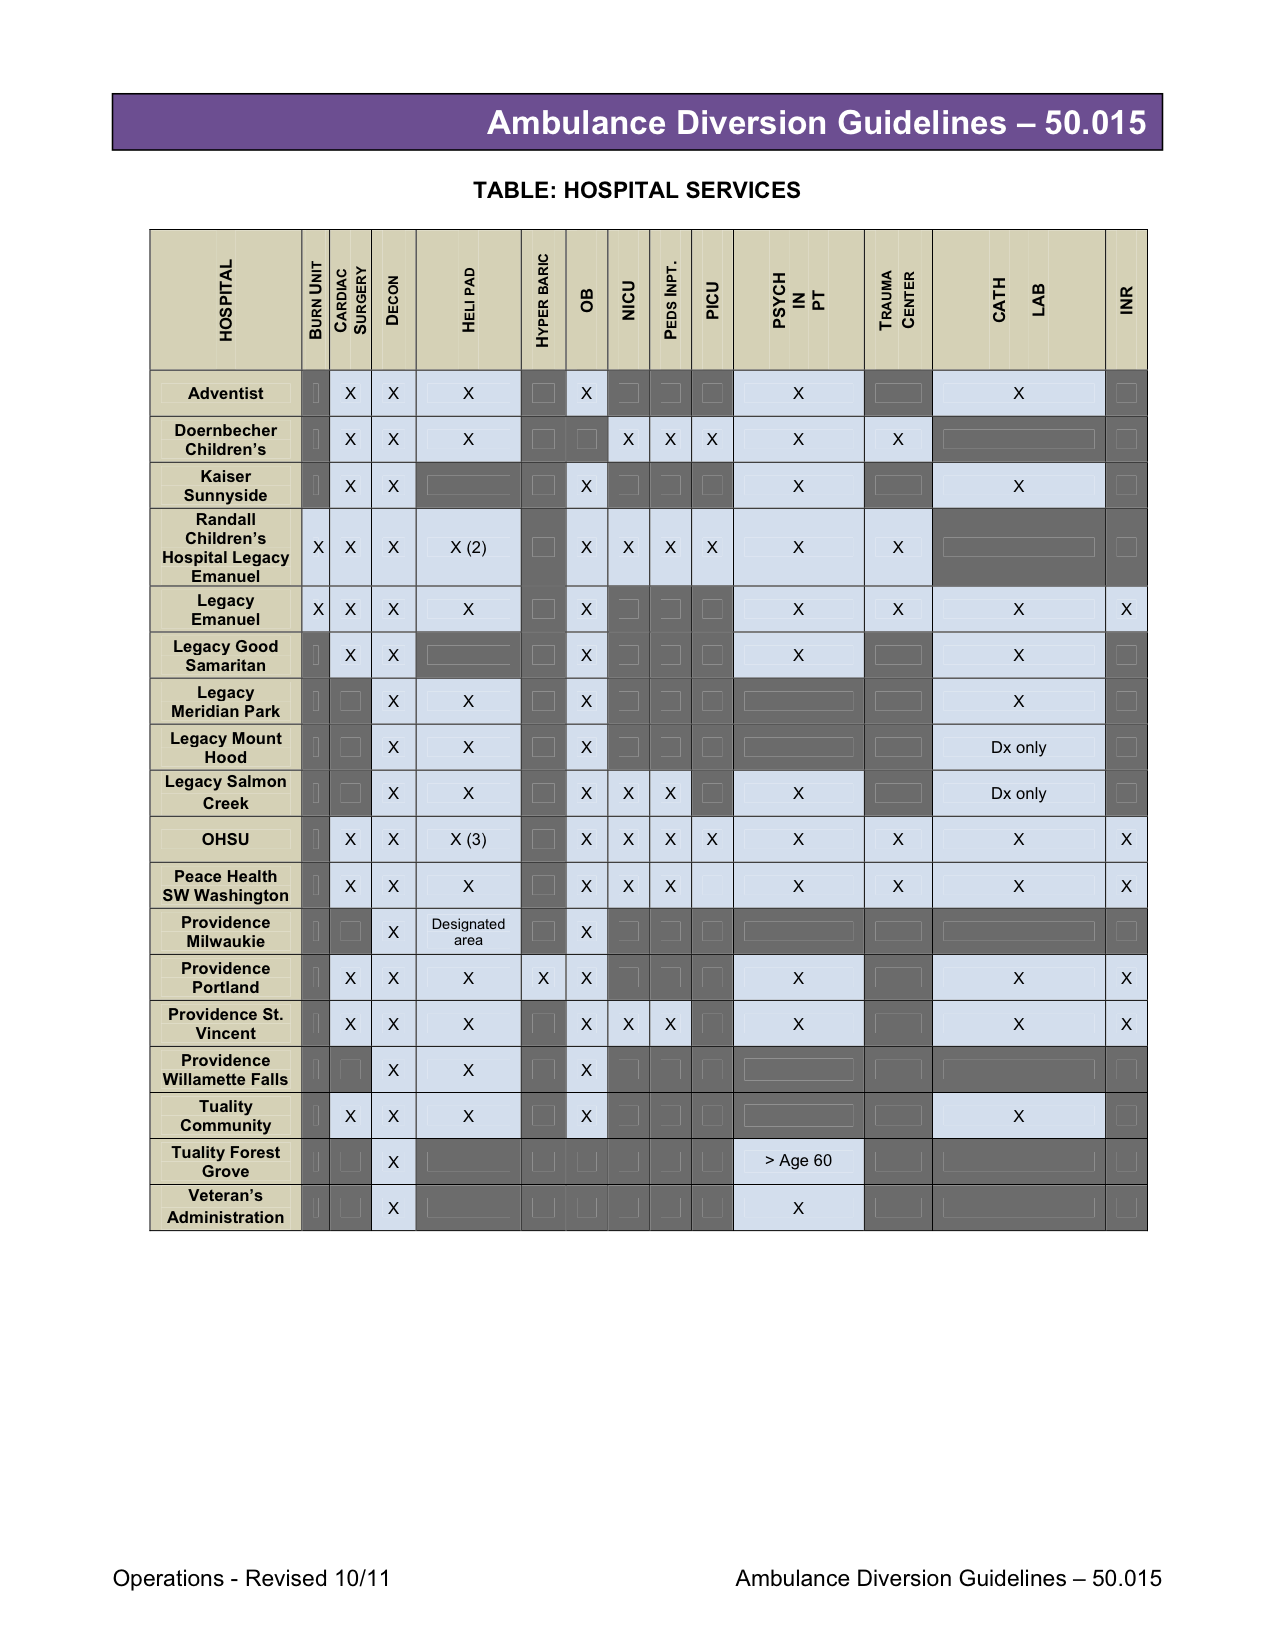 Ambulance Diversion Guidelines – 50.015
TABLE: HOSPITAL SERVICES
HOSPITAL BURN UNIT CARDIAC SURGERY DECON HELI PAD HYPER BARIC OB NICU PEDS INPT. PICU PSYCH IN PT TRAUMA CENTER CATH LAB INR
Adventist X X X X X X
Doernbecher
Children's X X X X X X X X
Kaiser
Sunnyside X X X X X
Randall
Children's
Hospital Legacy
Emanuel X X X X (2) X X X X X X
Legacy
Emanuel X X X X X X X X X
Legacy Good
Samaritan X X X X X
Legacy
Meridian Park X X X X
Legacy Mount
Hood X X X Dx only
Legacy Salmon
Creek X X X X X X Dx only
OHSU X X X (3) X X X X X X X X
Peace Health
SW Washington X X X X X X X X X X
Providence
Milwaukie X Designated
area X
Providence
Portland X X X X X X X X
Providence St.
Vincent X X X X X X X X X
Providence
Willamette Falls X X X
Tuality
Community X X X X X
Tuality Forest
Grove X > Age 60
Veteran's
Administration X X
Operations - Revised 10/11 Ambulance Diversion Guidelines – 50.015